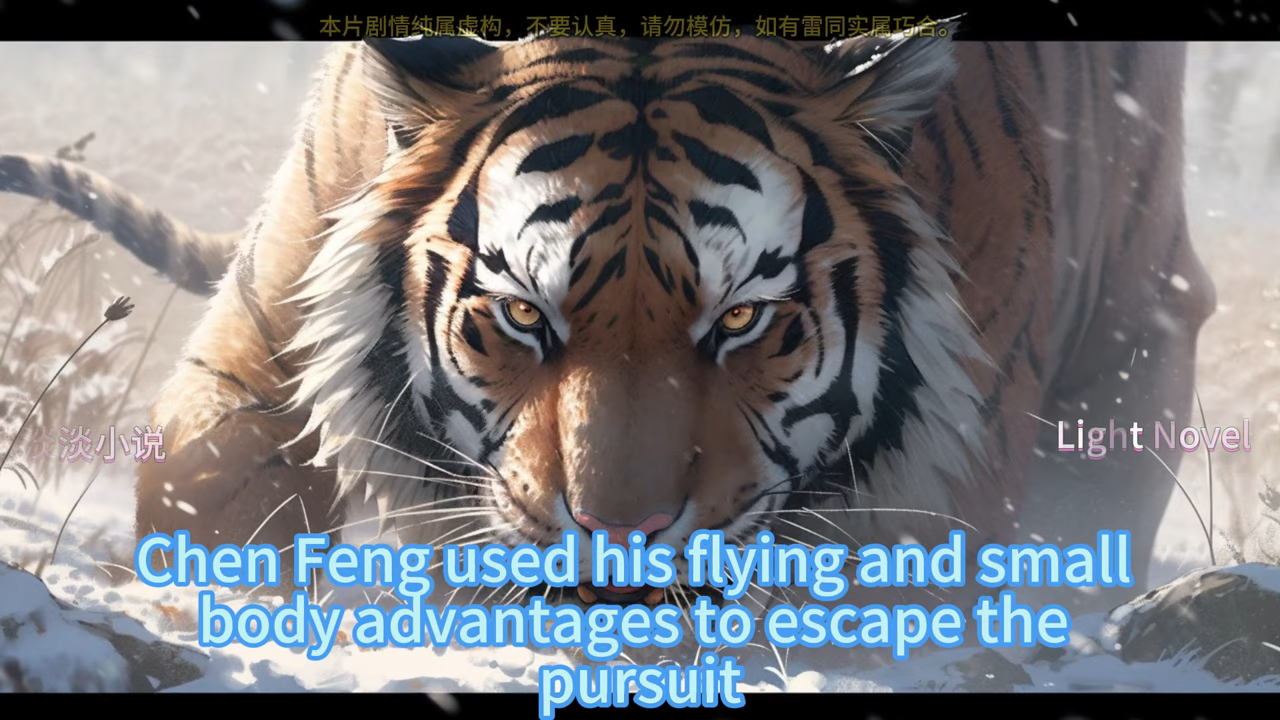 本片剧情纯属虚构，不要认真，请勿模仿，如有雷同实属巧合。
淡小说
Light Novel
Chen Feng used his flying and small
body advantages to escape the
pursuit